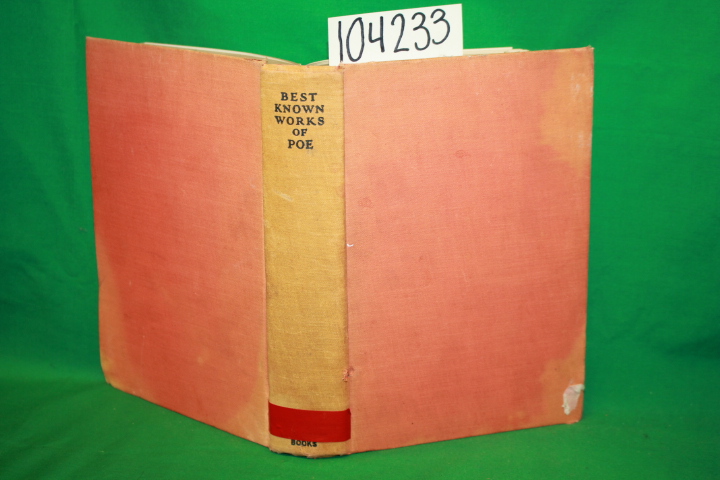 104233
BEST
KNOWN
WORKS
OF
POE
BOOKS